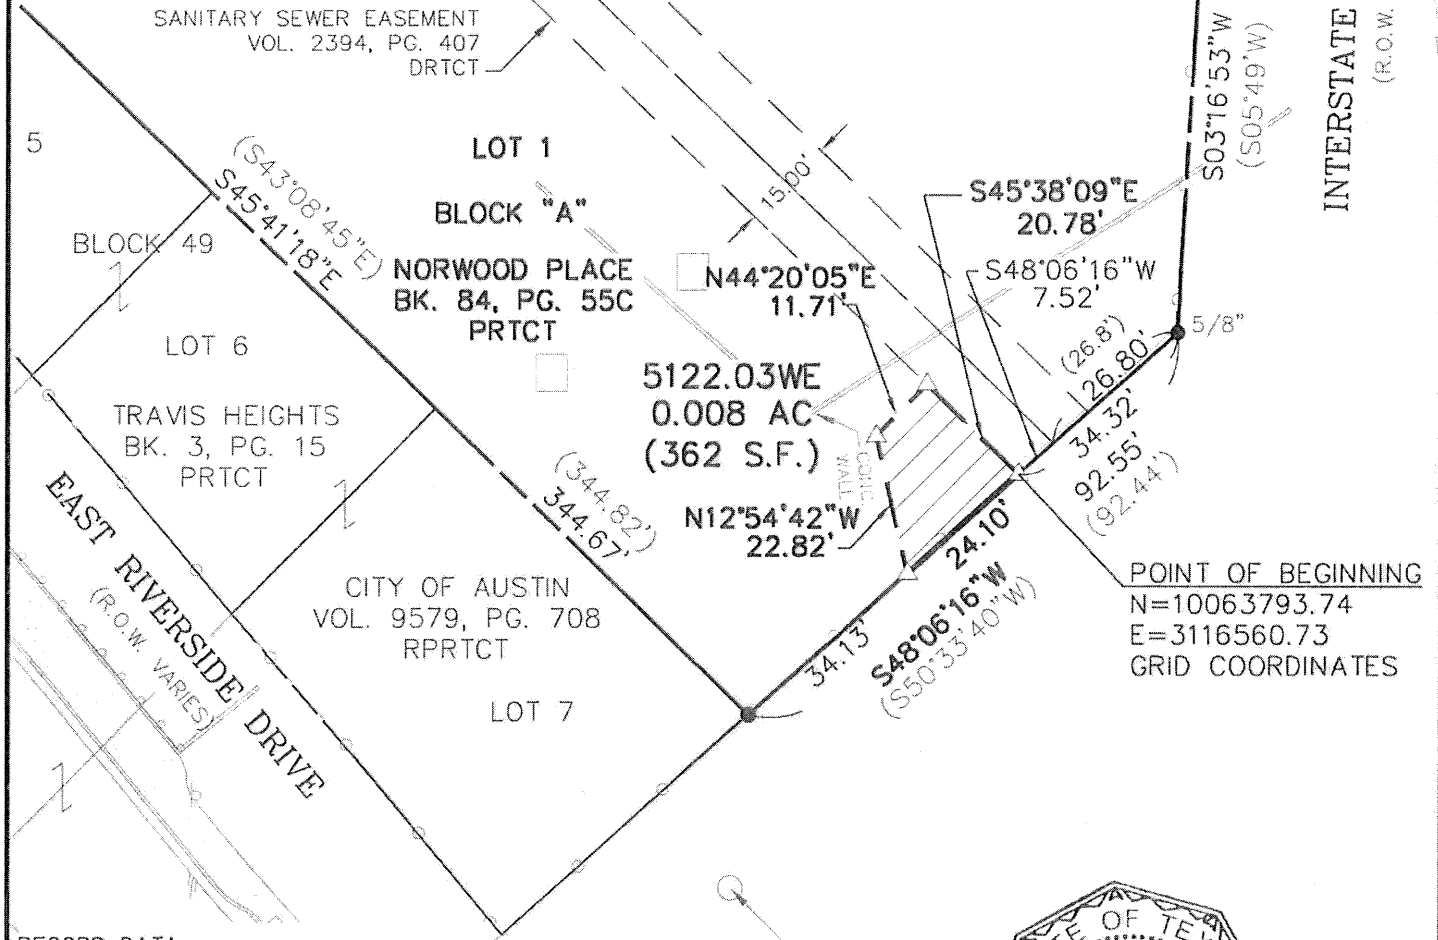 SANITARY SEWER EASEMENT
VOL. 2394, PG. 407
DRTCT
S03°16'53"W
(S05°49'W)
INTERSTATE
(R.O.W.
5
(S43°08'45"E)
S45°41'18"E
LOT 1
BLOCK "A"
NORWOOD PLACE
BK. 84, PG. 55C
PRTCT
15.00'
S45°38'09"E
20.78'
N44°20'05"E
11.71'
S48°06'16"W
7.52'
5/8"
BLOCK 49
LOT 6
TRAVIS HEIGHTS
BK. 3, PG. 15
PRTCT
5122.03WE
0.008 AC
(362 S.F.)
CONC
WALL
(26.8')
26.80'
34.32'
92.55'
(92.44')
N12°54'42"W
22.82'
(344.82')
344.67'
24.10'
S48°06'16"W
(S50°33'40"W)
34.13'
POINT OF BEGINNING
N=10063793.74
E=3116560.73
GRID COORDINATES
EAST RIVERSIDE DRIVE
(R.O.W. VARIES)
CITY OF AUSTIN
VOL. 9579, PG. 708
RPRTCT
LOT 7
OF